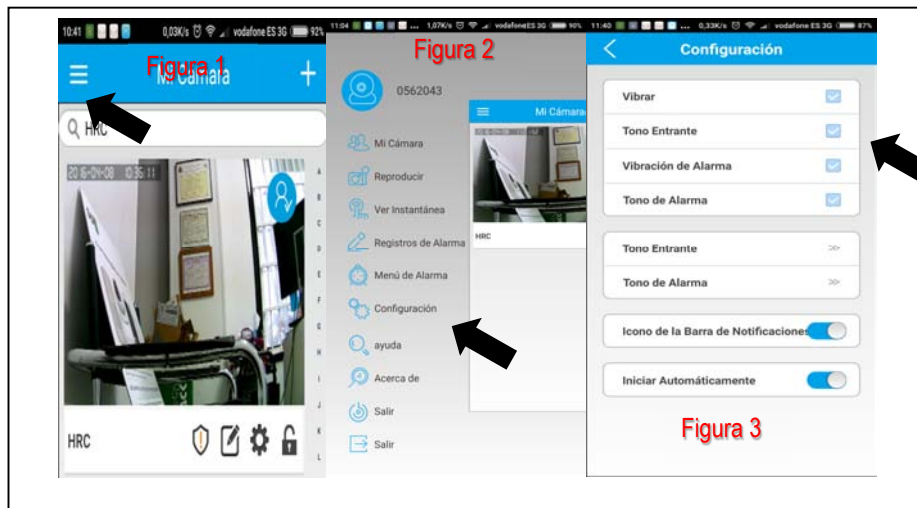 10:41 0,03K/s vodafone ES 3G 92%
Figura 1
Mi Cámara
HRC
2016-04-08 10:36:11
A
B
C
D
E
F
G
H
I
J
K
L
HRC
11:04 ... 1,07K/s vodafone ES 3G 90%
Figura 2
0562043
Mi Cámara
Reproducir
Ver Instantánea
Registros de Alarma
Menú de Alarma
Configuración
ayuda
Acerca de
Salir
Salir
Mi Cámara
HRC
11:40 ... 0,33K/s vodafone ES 3G 87%
Configuración
Vibrar
Tono Entrante
Vibración de Alarma
Tono de Alarma
Tono Entrante >>
Tono de Alarma >>
Icono de la Barra de Notificaciones
Iniciar Automáticamente
Figura 3